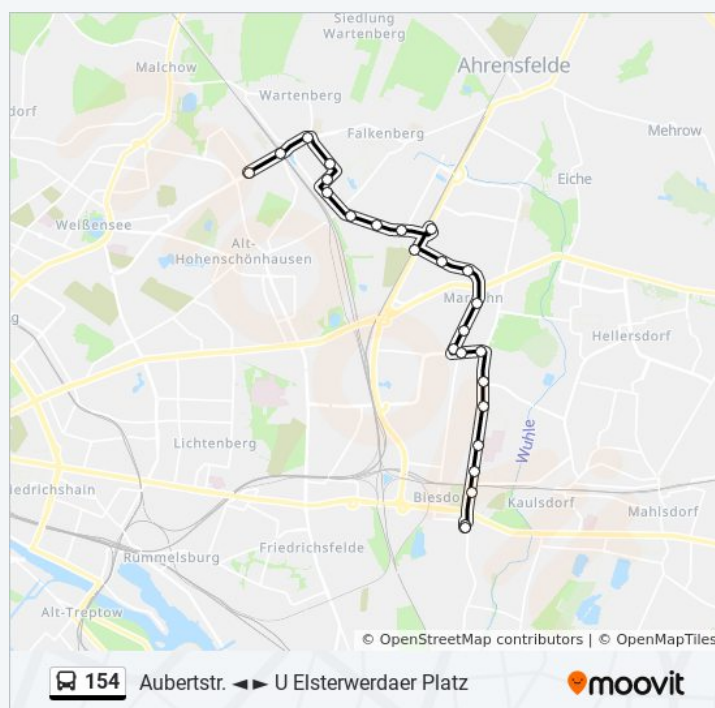 Siedlung
Wartenberg
Ahrensfelde
Malchow
Wartenberg
dorf
Falkenberg
Mehrow
Eiche
Weißensee
Alt-
Hohenschönhausen
Marzahn
Hellersdorf
g
Lichtenberg
Wuhle
iedrichshain
Biesdo
Kaulsdorf
Mahlsdorf
Friedrichsfelde
Rummelsburg
Alt-Treptow
© OpenStreetMap contributors | © OpenMapTiles
154 Aubertstr. ◄► U Elsterwerdaer Platz moovit